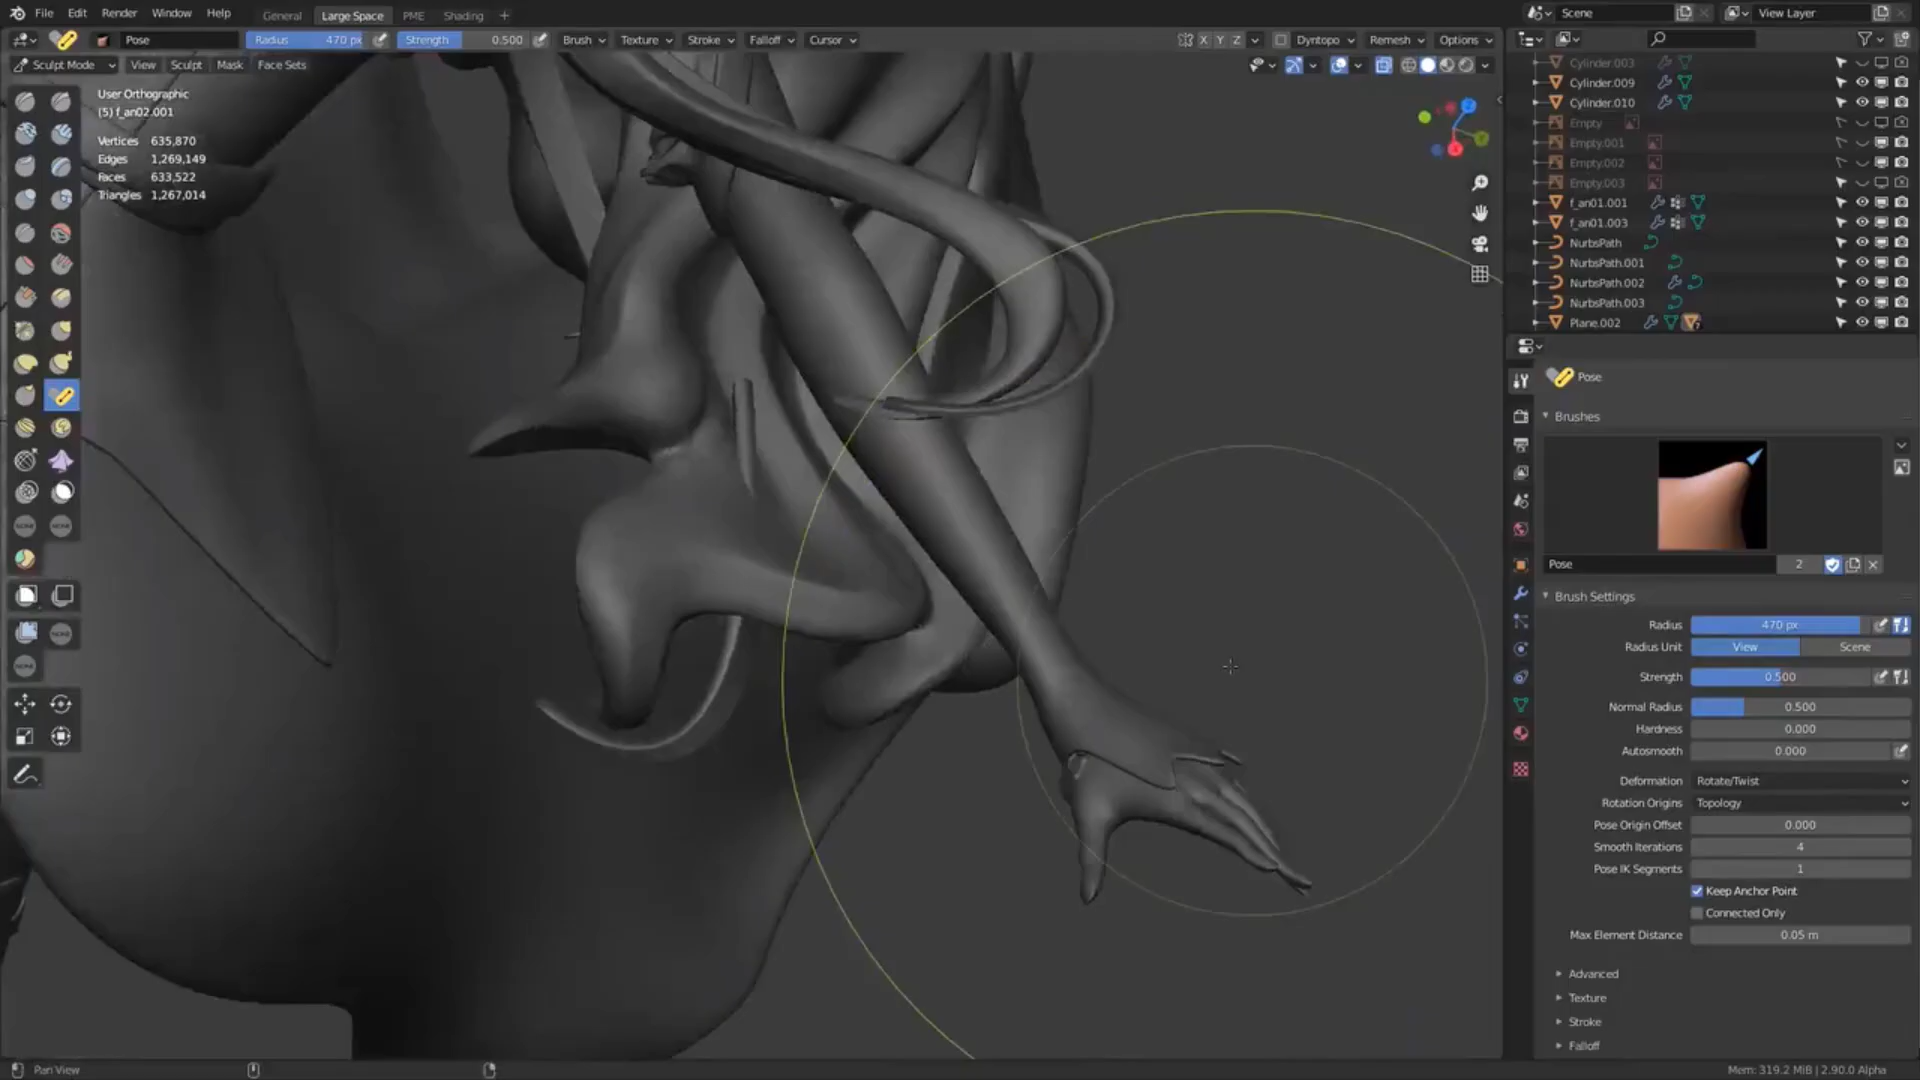 File Edit Render Window Help General Large Space PME Shading + Scene View Layer
Pose Radius 470 px Strength 0.500 Brush Texture Stroke Falloff Cursor X Y Z Dyntopo Remesh Options
Sculpt Mode View Sculpt Mask Face Sets
User Orthographic
(5) f_an02.001
Vertices 635,870
Edges 1,269,149
Faces 633,522
Triangles 1,267,014
NONE NONE
NONE
NONE
Cylinder.003
Cylinder.009
Cylinder.010
Empty
Empty.001
Empty.002
Empty.003
f_an01.001
f_an01.003
NurbsPath
NurbsPath.001
NurbsPath.002
NurbsPath.003
Plane.002
Pose
Brushes
Pose 2
Brush Settings
Radius 470 px
Radius Unit View Scene
Strength 0.500
Normal Radius 0.500
Hardness 0.000
Autosmooth 0.000
Deformation Rotate/Twist
Rotation Origins Topology
Pose Origin Offset 0.000
Smooth Iterations 4
Pose IK Segments 1
Keep Anchor Point
Connected Only
Max Element Distance 0.05 m
Advanced
Texture
Stroke
Falloff
Pan View Mem: 319.2 MiB | 2.90.0 Alpha